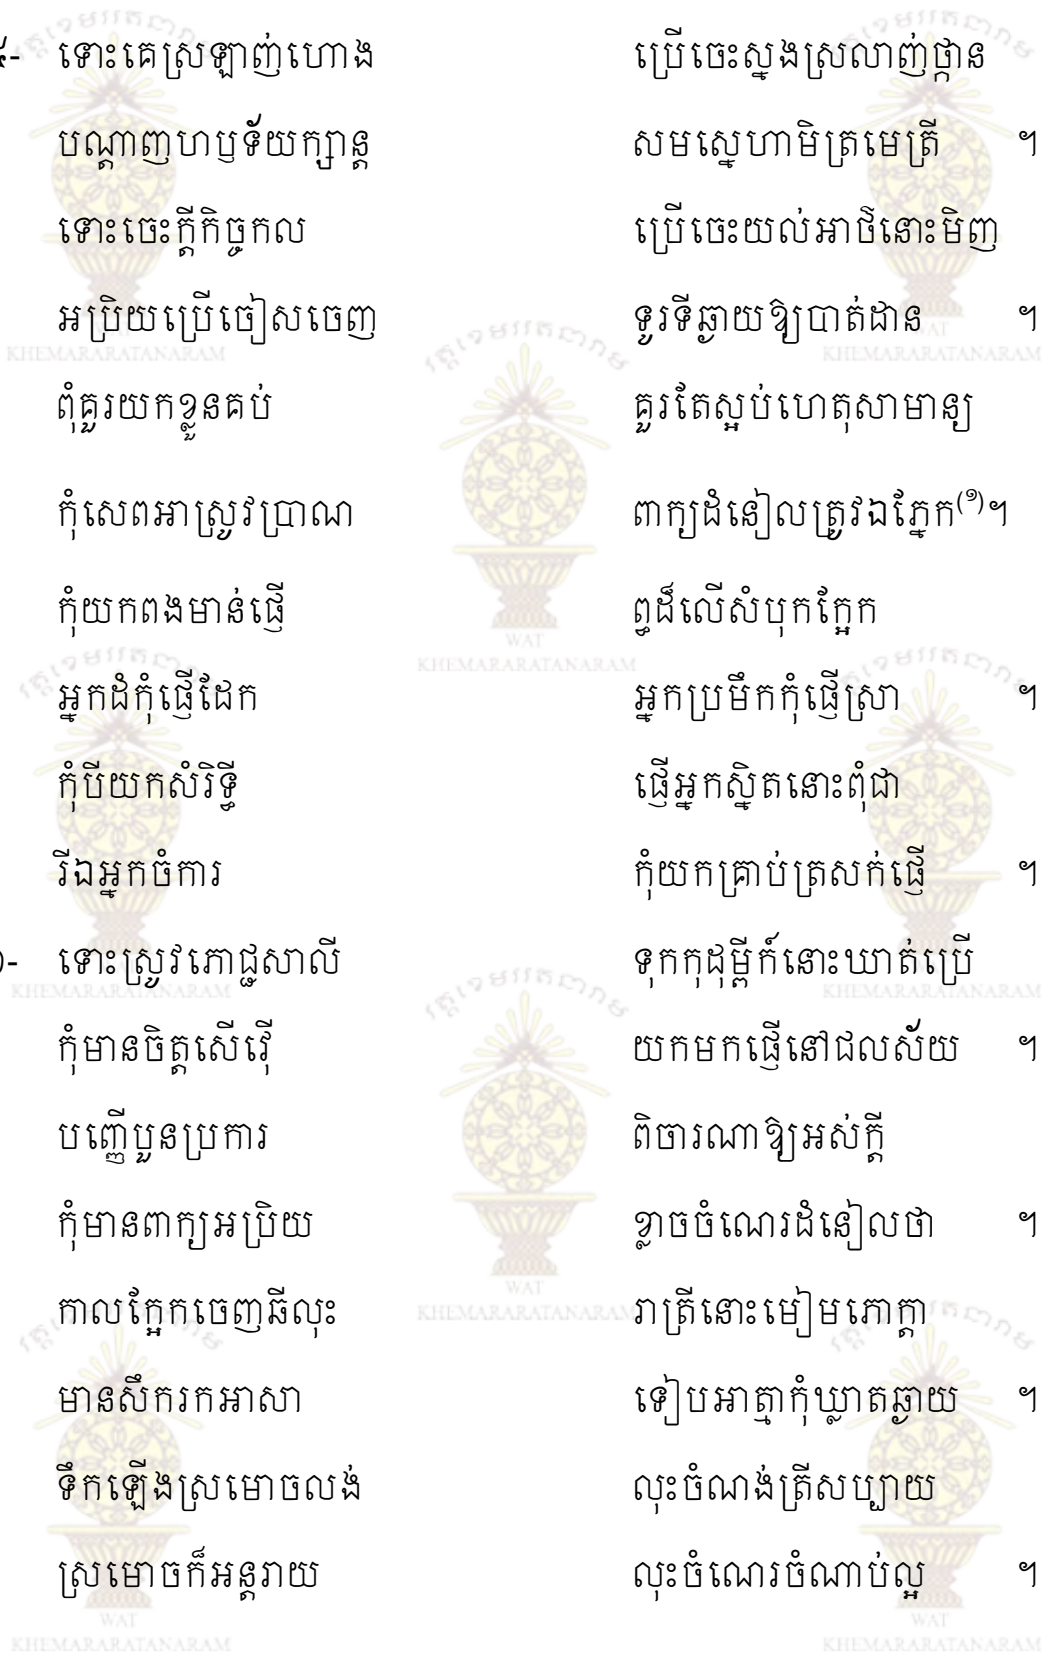 ទោះគេស្រឡាញ់ហោង ប្រើចេះស្នងស្រលាញ់ថ្កាន
បណ្តាញហឫទ័យក្សាន្ត សមស្នេហាមិត្រមេត្រី ។
ទោះចេះក្តីកិច្ចកល ប្រើចេះយល់អាថ៌នោះមិញ
អប្រិយប្រើចៀសចេញ ទូរទីឆ្ងាយឱ្យបាត់ដាន ។
ពុំគួរយកខ្លួនគប់ គួរតែស្អប់ហេតុសាមាន្យ
កុំសេពអាស្រូវប្រាណ ពាក្យដំនៀលត្រូវឯភ្នែក(១)។
កុំយកពងមាន់ផ្ញើ ព្ធដ៏លើសំបុកក្អែក
អ្នកដំកុំផ្ញើដែក អ្នកប្រមឹកកុំផ្ញើស្រា ។
កុំបីយកសំរិទ្ធី ផ្ញើអ្នកស្និតនោះពុំជា
រីឯអ្នកចំការ កុំយកគ្រាប់ត្រសក់ផ្ញើ ។
ទោះស្រូវភោជ្ជសាលី ទុកកុដុម្ពីក៍នោះឃាត់ប្រើ
កុំមានចិត្តសើវ៉ើ យកមកផ្ញើនៅជលស័យ ។
បញ្ញើបួនប្រការ ពិចារណាឱ្យអស់ក្តី
កុំមានពាក្យអប្រិយ ខ្លាចចំណេរដំនៀលថា ។
កាលក្អែកចេញឆីលុះ រាត្រីនោះមៀមភោក្តា
មានសឹករកអាសា ទៀបអាត្មាកុំឃ្លាតឆ្ងាយ ។
ទឹកឡើងស្រមោចលង់ លុះចំណង់ត្រីសប្បាយ
ស្រមោចក៏អន្តរាយ លុះចំណេរចំណាប់ល្អ ។
WAT KHEMARARATANARAM